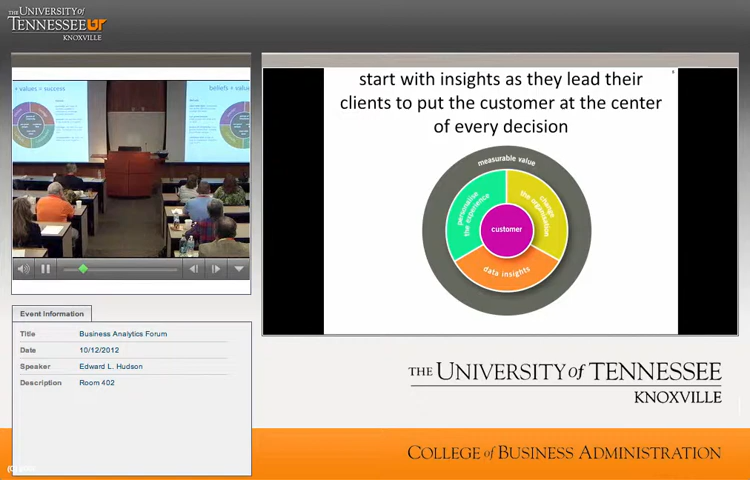 THE UNIVERSITY of
TENNESSEE UT
KNOXVILLE
x values = success
beliefs + value
start with insights as they lead their
clients to put the customer at the center
of every decision
measurable value
personalise
the experience
change
the organisation
customer
data insights
Event Information
Title Business Analytics Forum
Date 10/12/2012
Speaker Edward L. Hudson
Description Room 402
THE UNIVERSITY of TENNESSEE
KNOXVILLE
COLLEGE of BUSINESS ADMINISTRATION